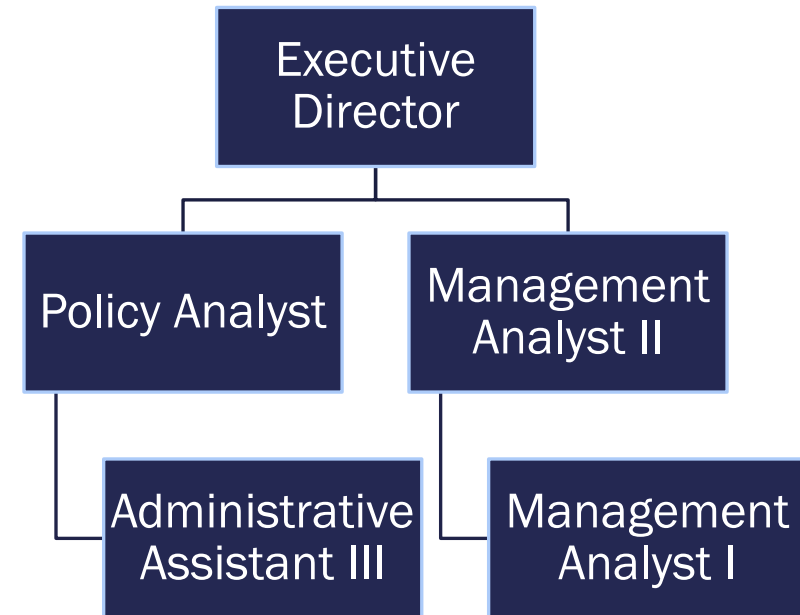 Executive
Director
Policy Analyst
Management
Analyst II
Administrative
Assistant III
Management
Analyst I